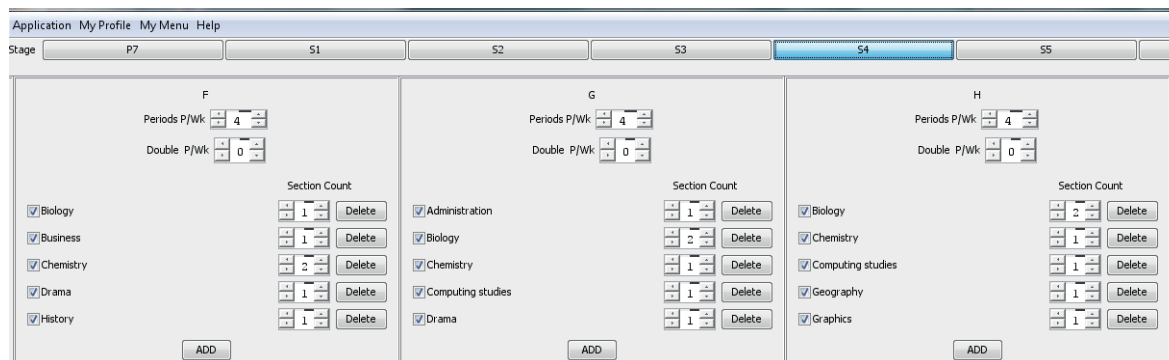 Application My Profile My Menu Help
Stage P7 S1 S2 S3 S4 S5
F
Periods P/Wk 4
Double P/Wk 0
Section Count
Biology 1 Delete
Business 1 Delete
Chemistry 2 Delete
Drama 1 Delete
History 1 Delete
ADD
G
Periods P/Wk 4
Double P/Wk 0
Section Count
Administration 1 Delete
Biology 2 Delete
Chemistry 1 Delete
Computing studies 1 Delete
Drama 1 Delete
ADD
H
Periods P/Wk 4
Double P/Wk 0
Section Count
Biology 2 Delete
Chemistry 1 Delete
Computing studies 1 Delete
Geography 1 Delete
Graphics 1 Delete
ADD